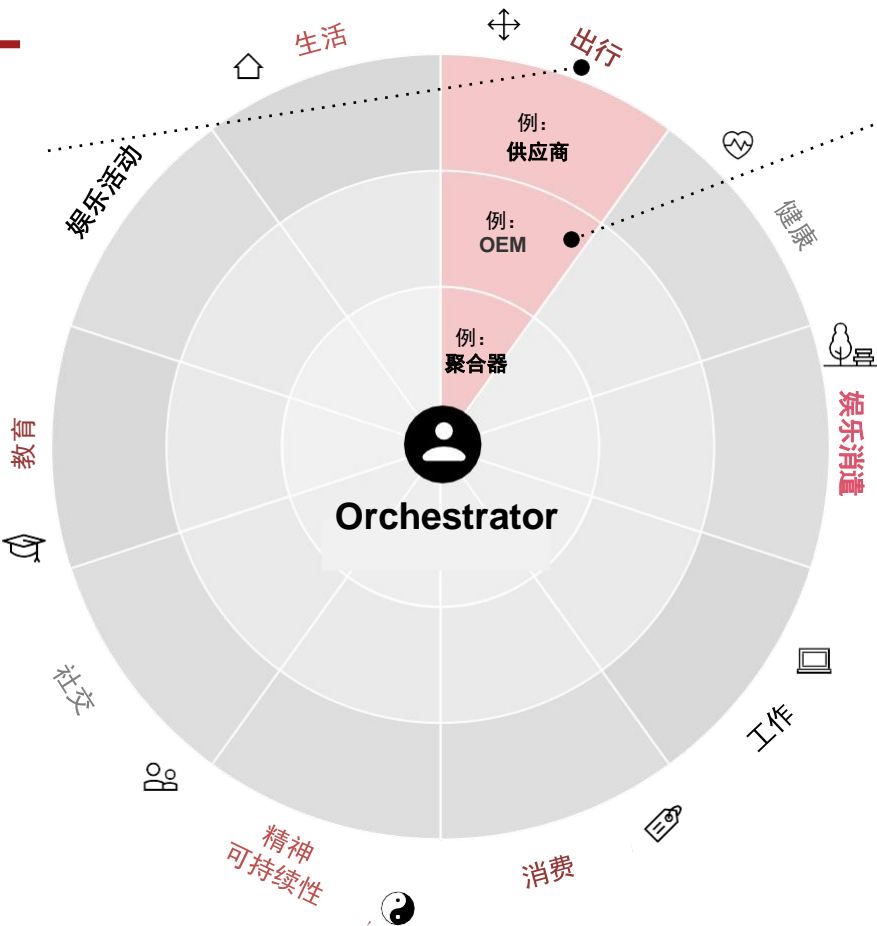 生活
出行
例：
供应商
娱乐活动
健康
例：
OEM
例：
聚合器
娱乐消遣
教育
Orchestrator
社交
工作
精神
可持续性
消费